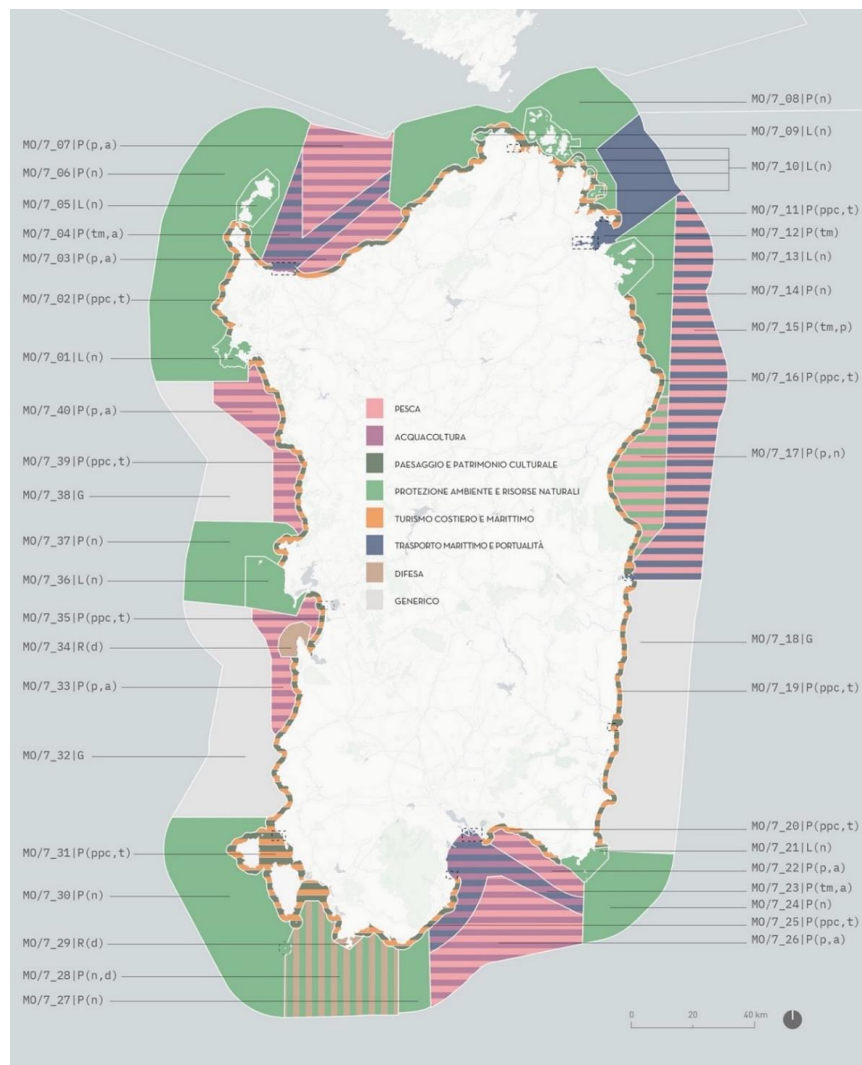 MO/7_07|P(p,a)
MO/7_06|P(n)
MO/7_05|L(n)
MO/7_04|P(tm,a)
MO/7_03|P(p,a)
MO/7_02|P(ppc,t)
MO/7_01|L(n)
MO/7_40|P(p,a)
MO/7_39|P(ppc,t)
MO/7_38|G
MO/7_37|P(n)
MO/7_36|L(n)
MO/7_35|P(ppc,t)
MO/7_34|R(d)
MO/7_33|P(p,a)
MO/7_32|G
MO/7_31|P(ppc,t)
MO/7_30|P(n)
MO/7_29|R(d)
MO/7_28|P(n,d)
MO/7_27|P(n)
PESCA
ACQUACOLTURA
PAESAGGIO E PATRIMONIO CULTURALE
PROTEZIONE AMBIENTE E RISORSE NATURALI
TURISMO COSTIERO E MARITTIMO
TRASPORTO MARITTIMO E PORTUALITÀ
DIFESA
GENERICO
MO/7_08|P(n)
MO/7_09|L(n)
MO/7_10|L(n)
MO/7_11|P(ppc,t)
MO/7_12|P(tm)
MO/7_13|L(n)
MO/7_14|P(n)
MO/7_15|P(tm,p)
MO/7_16|P(ppc,t)
MO/7_17|P(p,n)
MO/7_18|G
MO/7_19|P(ppc,t)
MO/7_20|P(ppc,t)
MO/7_21|L(n)
MO/7_22|P(p,a)
MO/7_23|P(tm,a)
MO/7_24|P(n)
MO/7_25|P(ppc,t)
MO/7_26|P(p,a)
0 20 40 km